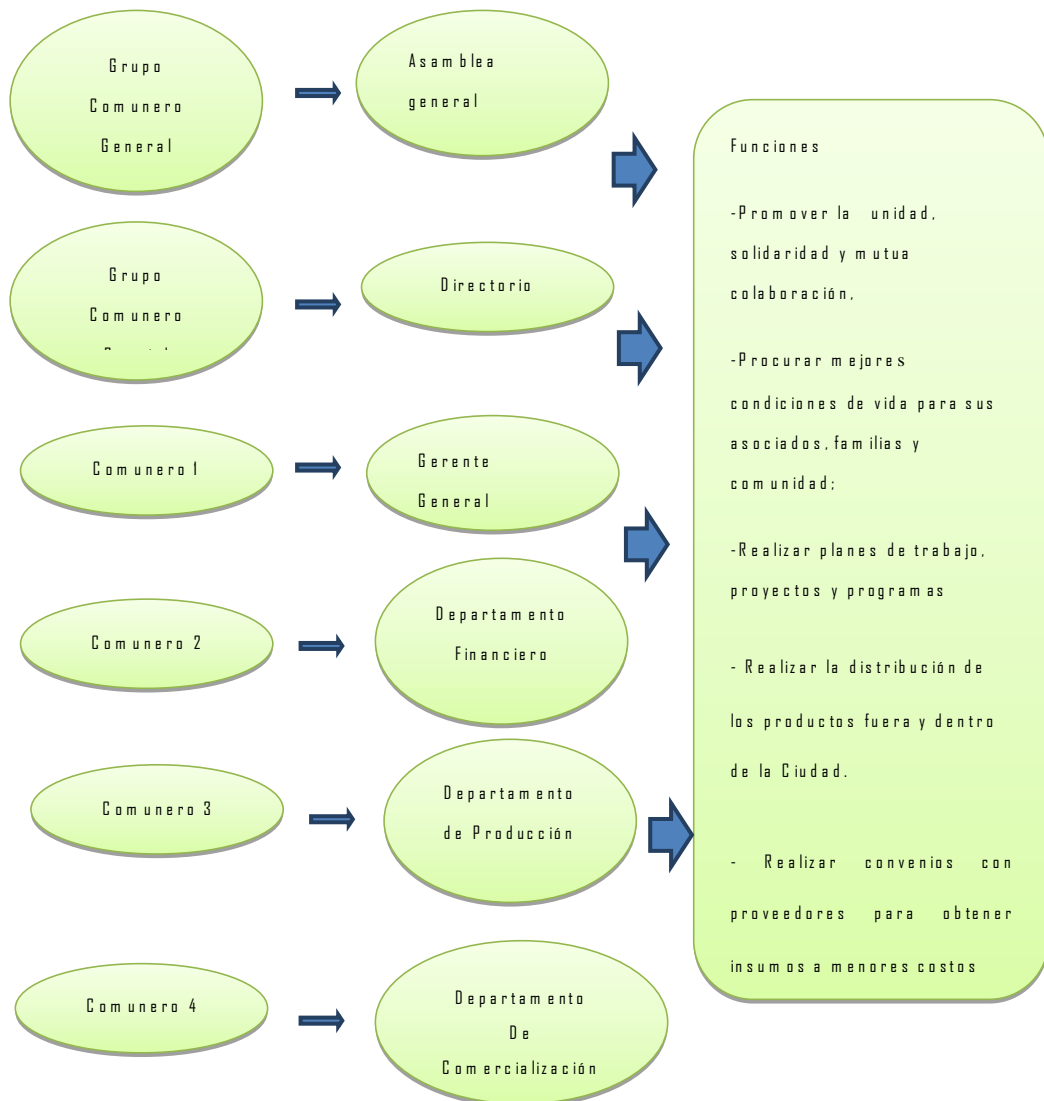 Grupo
Comunero
General
Asamblea
general
Grupo
Comunero
Directorio
Comunero 1
Gerente
General
Comunero 2
Departamento
Financiero
Comunero 3
Departamento
de Producción
Comunero 4
Departamento
De
Comercialización
Funciones
-Promover la unidad,
solidaridad y mutua
colaboración,
-Procurar mejores
condiciones de vida para sus
asociados, familias y
comunidad;
-Realizar planes de trabajo,
proyectos y programas
- Realizar la distribución de
los productos fuera y dentro
de la Ciudad.
- Realizar convenios con
proveedores para obtener
insumos a menores costos